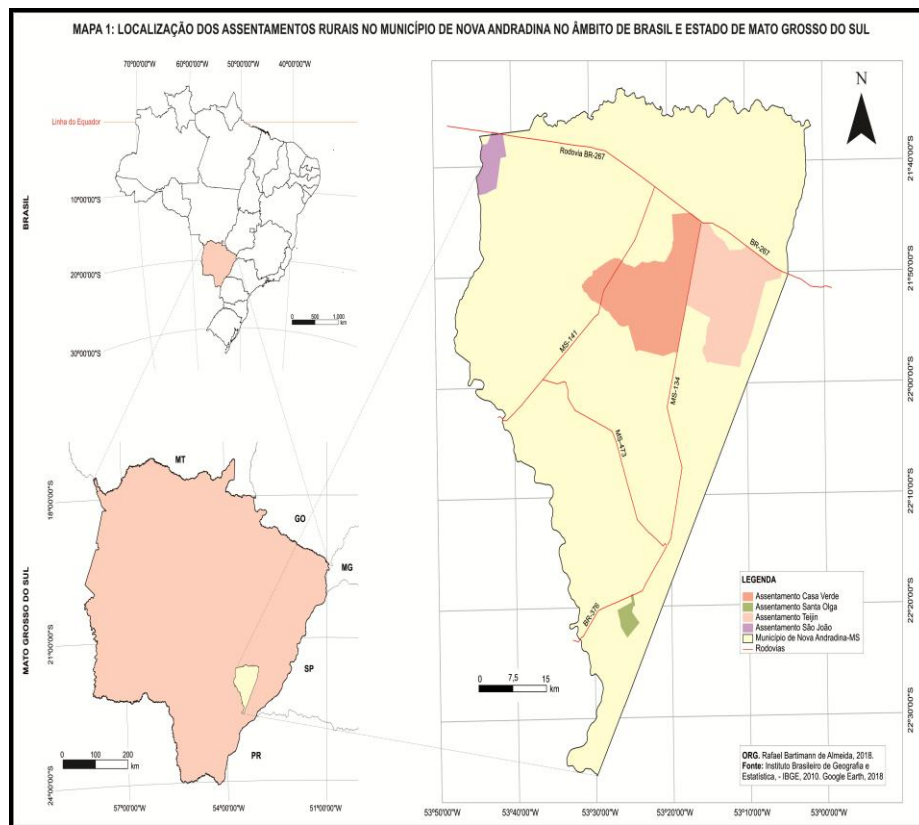 MAPA 1: LOCALIZAÇÃO DOS ASSENTAMENTOS RURAIS NO MUNICÍPIO DE NOVA ANDRADINA NO ÂMBITO DE BRASIL E ESTADO DE MATO GROSSO DO SUL
70°00'00"W 60°00'00"W 50°00'00"W 40°00'00"W
Linha do Equador
10°00'00"S
20°00'00"S
30°00'00"S
BRASIL
0 500 1.000
km
MT
GO
MG
SP
PR
18°00'00"S
21°00'00"S
24°00'00"S
MATO GROSSO DO SUL
0 100 200
km
57°00'00"W 54°00'00"W 51°00'00"W
N
Rodovia BR-267
BR-267
MS-141
MS-134
MS-473
BR-376
21°40'00"S
21°50'00"S
22°00'00"S
22°10'00"S
22°20'00"S
22°30'00"S
LEGENDA
Assentamento Casa Verde
Assentamento Santa Olga
Assentamento Teijin
Assentamento São João
Município de Nova Andradina-MS
Rodovias
0 7,5 15
km
ORG. Rafael Bartimann de Almeida, 2018.
Fonte: Instituto Brasileiro de Geografia e
Estatística, - IBGE, 2010. Google Earth, 2018
53°50'00"W 53°40'00"W 53°30'00"W 53°20'00"W 53°10'00"W 53°00'00"W